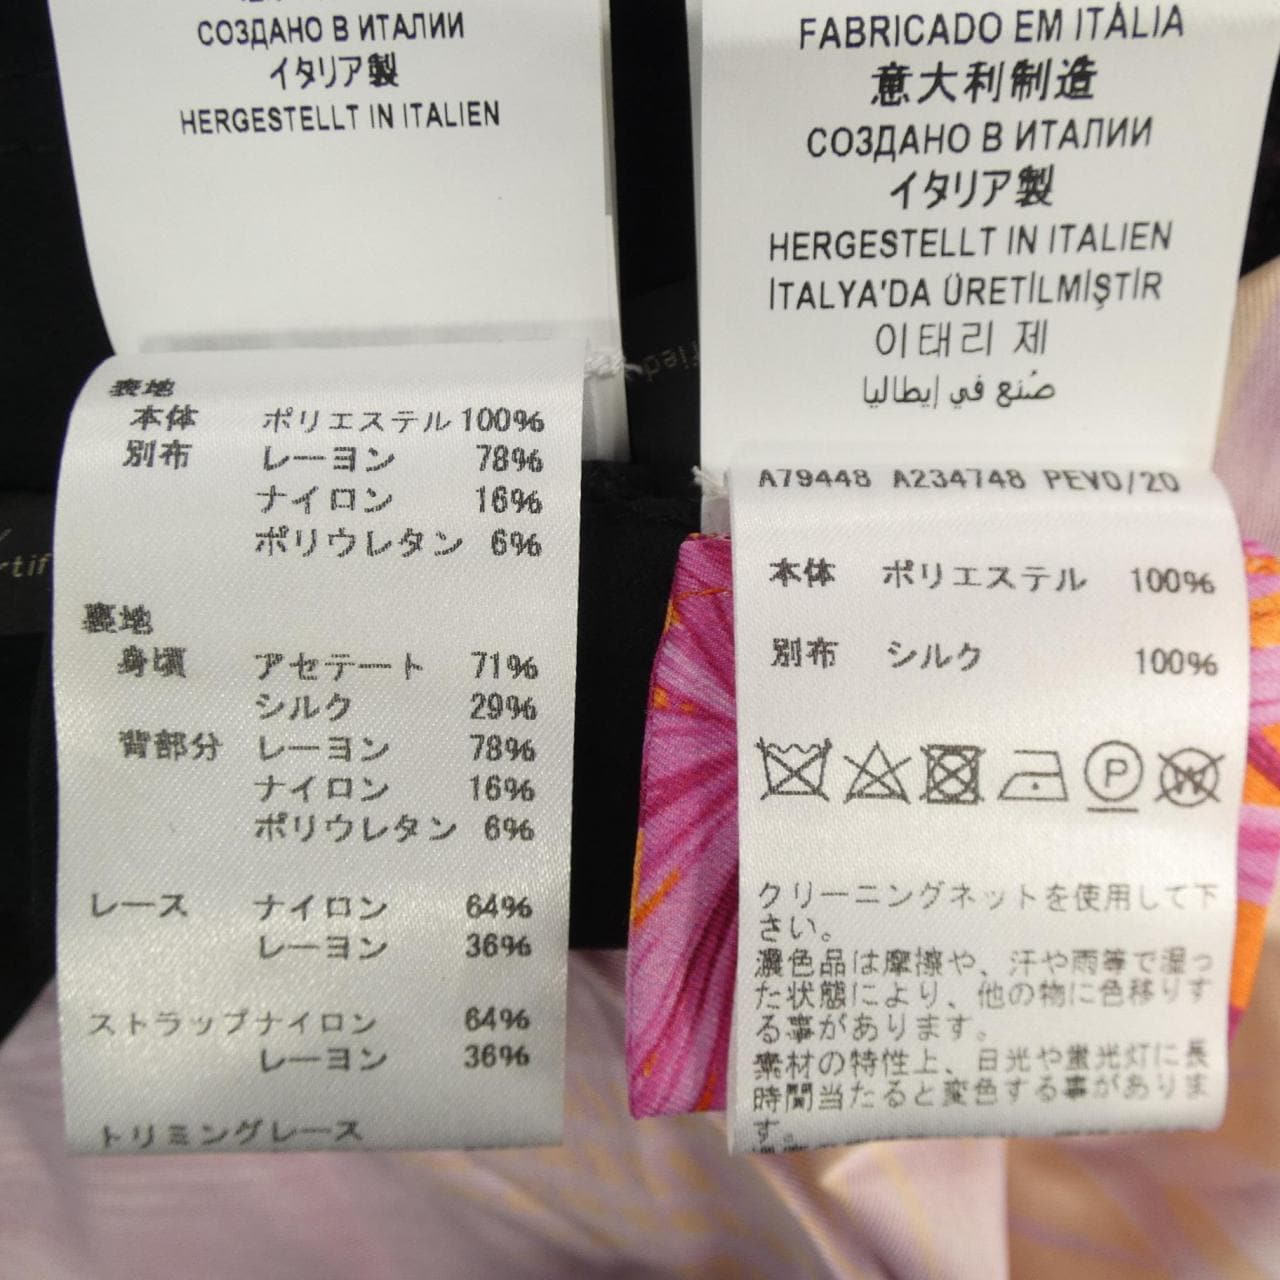 СОЗДАНО В ИТАЛИИ
イタリア製
HERGESTELLT IN ITALIEN
表地
本体 ポリエステル 100%
別布 レーヨン 78%
ナイロン 16%
ポリウレタン 6%
裏地
身頃 アセテート 71%
シルク 29%
背部分 レーヨン 78%
ナイロン 16%
ポリウレタン 6%
レース ナイロン 64%
レーヨン 36%
ストラップ ナイロン 64%
レーヨン 36%
トリミングレース
FABRICADO EM ITÁLIA
意大利制造
СОЗДАНО В ИТАЛИИ
イタリア製
HERGESTELLT IN ITALIEN
İTALYA'DA ÜRETİLMİŞTİR
이태리 제
صُنع في إيطاليا
A79448 A234748 PEV0/20
本体 ポリエステル 100%
別布 シルク 100%
P
W
クリーニングネットを使用して下
さい。
濃色品は摩擦や、汗や雨等で湿っ
た状態により、他の物に色移りす
る事があります。
素材の特性上、日光や蛍光灯に長
時間当たると変色する事がありま
す。